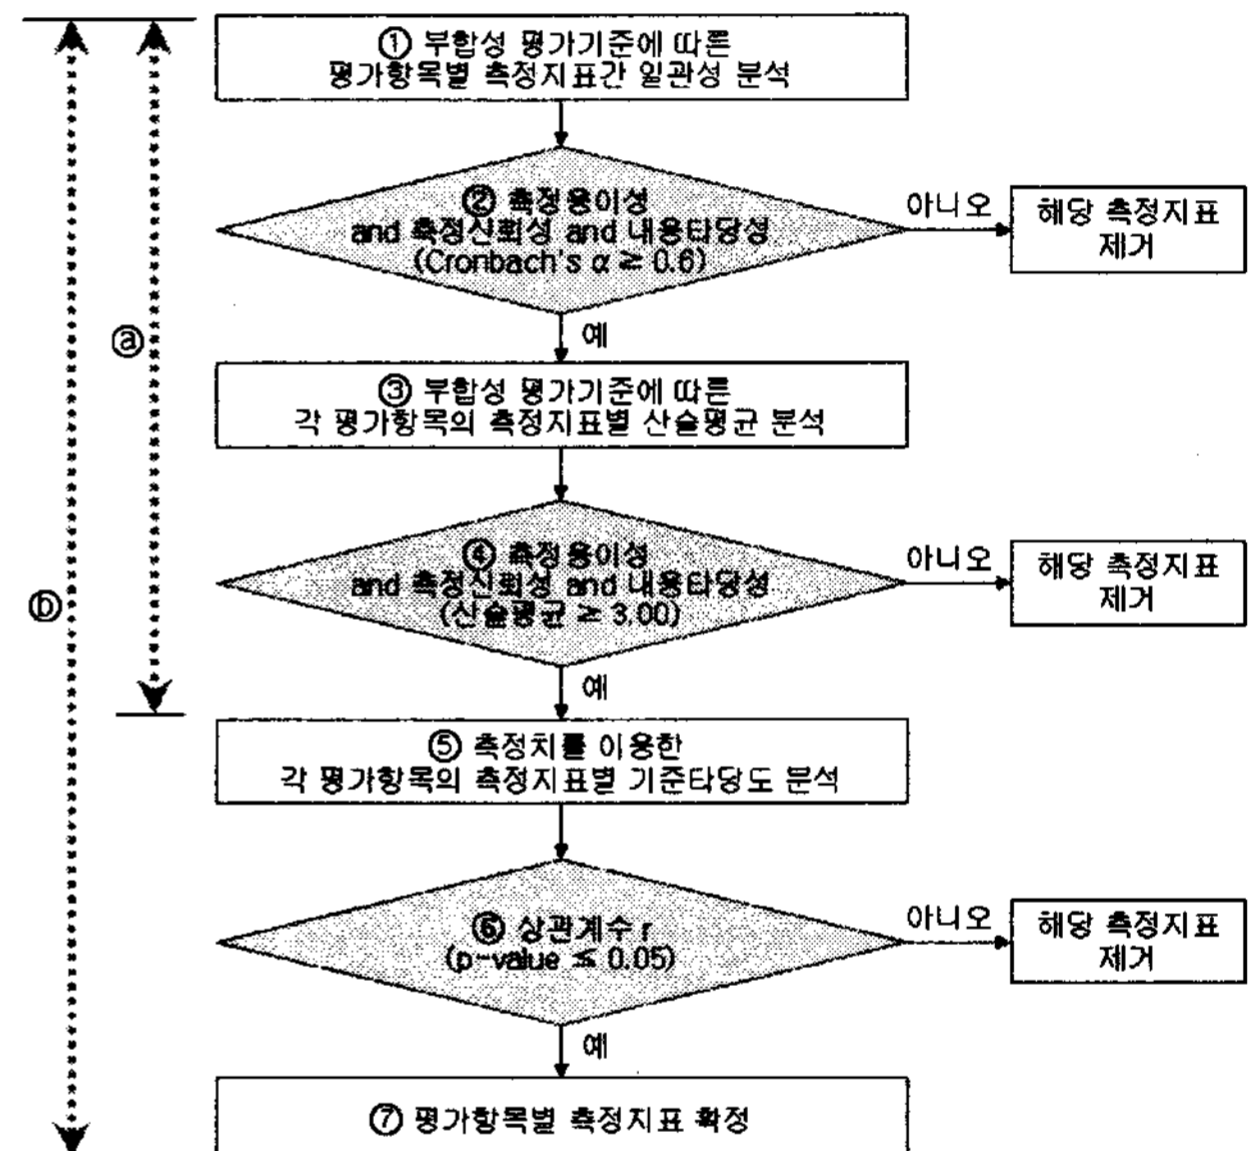 ① 부합성 평가기준에 따른
평가항목별 측정지표간 일관성 분석
② 측정용이성
and 측정신뢰성 and 내용타당성
(Cronbach's α ≥ 0.6)
아니오
해당 측정지표
제거
예
ⓐ
③ 부합성 평가기준에 따른
각 평가항목의 측정지표별 산술평균 분석
④ 측정용이성
and 측정신뢰성 and 내용타당성
(산술평균 ≥ 3.00)
아니오
해당 측정지표
제거
ⓑ
예
⑤ 측정치를 이용한
각 평가항목의 측정지표별 기준타당도 분석
⑥ 상관계수 r
(p-value ≤ 0.05)
아니오
해당 측정지표
제거
예
⑦ 평가항목별 측정지표 확정